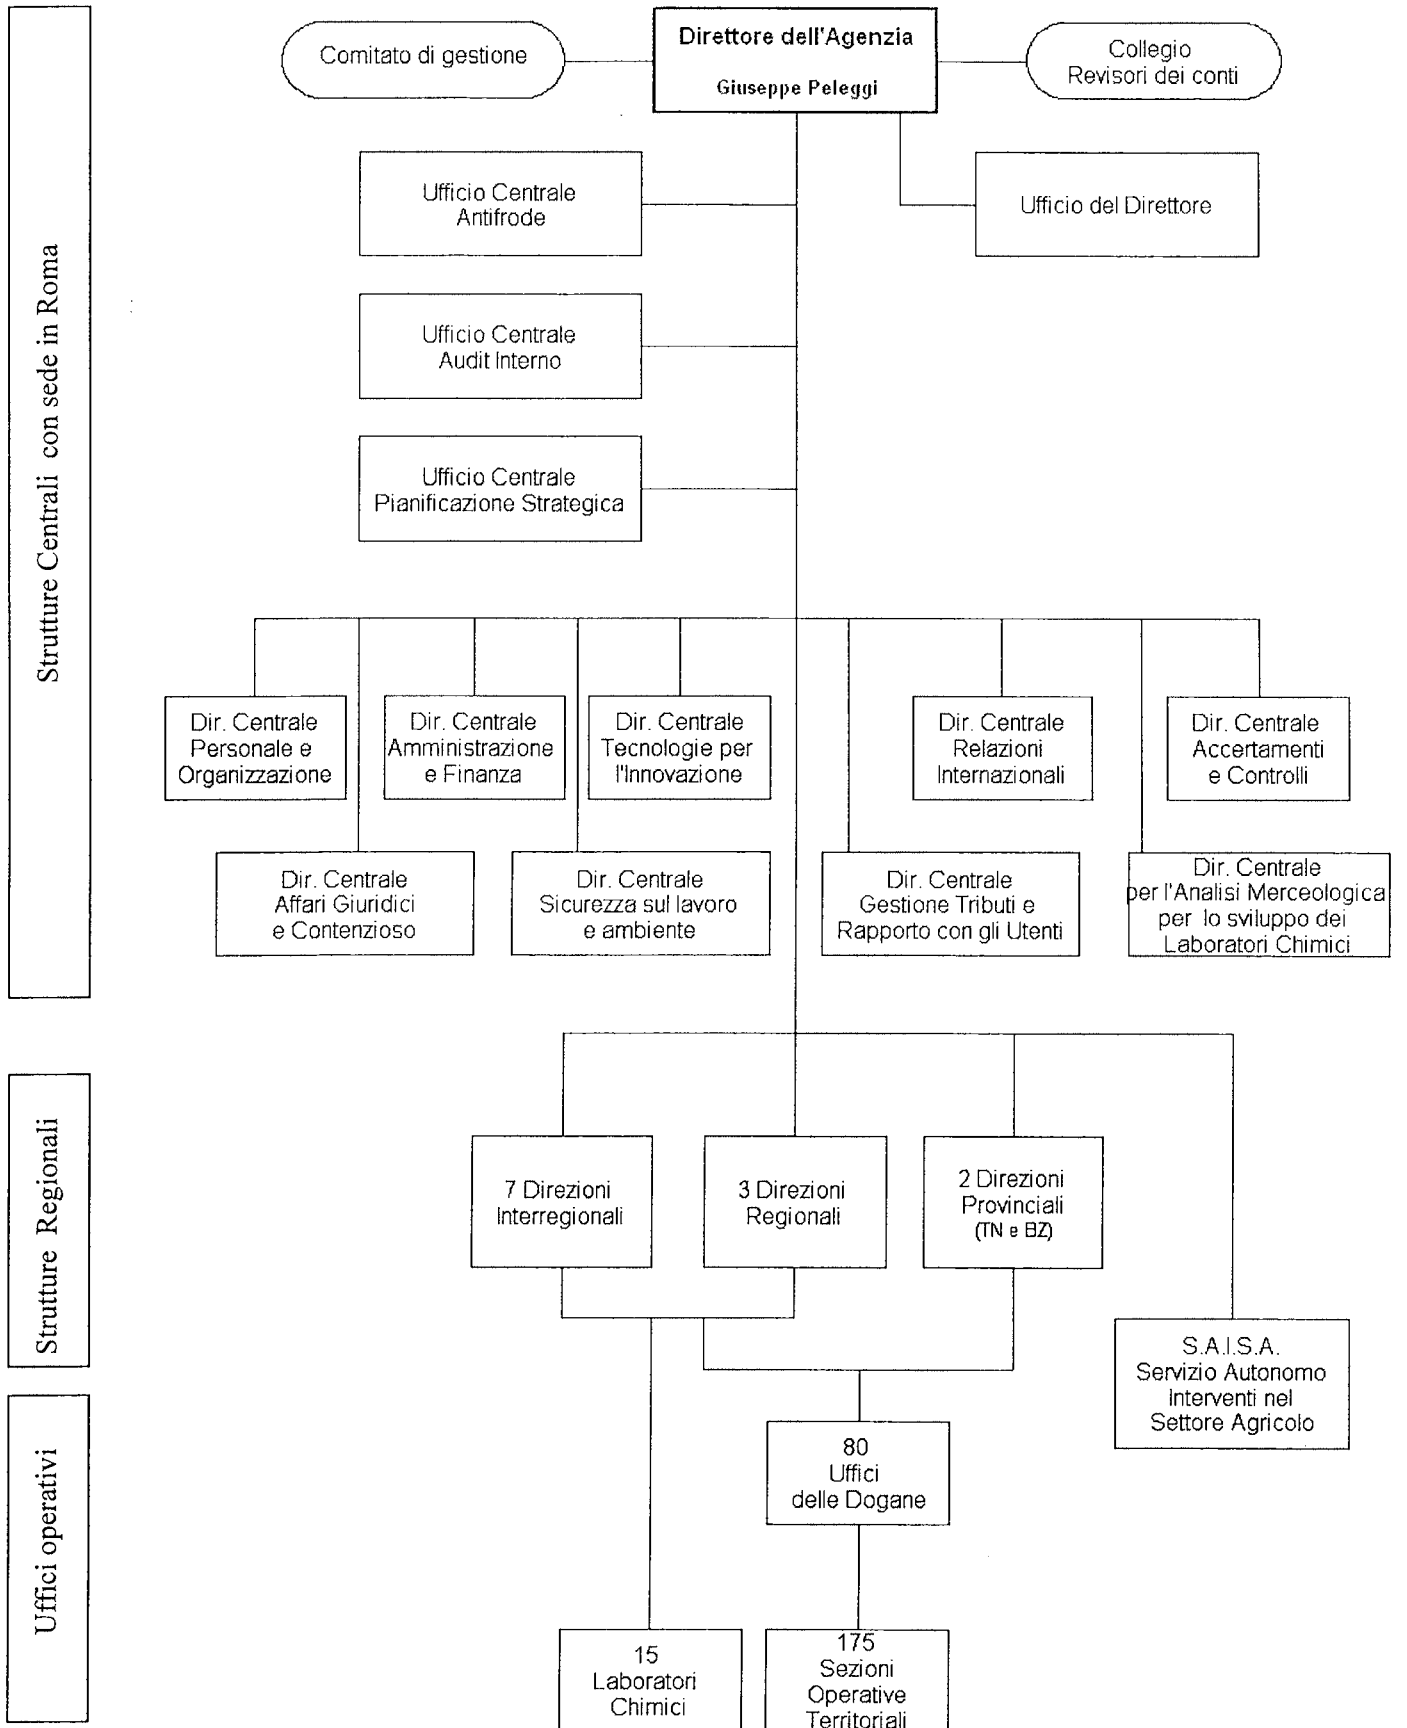 Comitato di gestione
Direttore dell'Agenzia
Giuseppe Peleggi
Collegio
Revisori dei conti
Strutture Centrali con sede in Roma
Ufficio Centrale
Antifrode
Ufficio del Direttore
Ufficio Centrale
Audit Interno
Ufficio Centrale
Pianificazione Strategica
Dir. Centrale
Personale e
Organizzazione
Dir. Centrale
Amministrazione
e Finanza
Dir. Centrale
Tecnologie per
l'Innovazione
Dir. Centrale
Relazioni
Internazionali
Dir. Centrale
Accertamenti
e Controlli
Dir. Centrale
Affari Giuridici
e Contenzioso
Dir. Centrale
Sicurezza sul lavoro
e ambiente
Dir. Centrale
Gestione Tributi e
Rapporto con gli Utenti
Dir. Centrale
per l'Analisi Merceologica
per lo sviluppo dei
Laboratori Chimici
Strutture Regionali
7 Direzioni
Interregionali
3 Direzioni
Regionali
2 Direzioni
Provinciali
(TN e BZ)
S.A.I.S.A.
Servizio Autonomo
Interventi nel
Settore Agricolo
Uffici operativi
80
Uffici
delle Dogane
15
Laboratori
Chimici
175
Sezioni
Operative
Territoriali